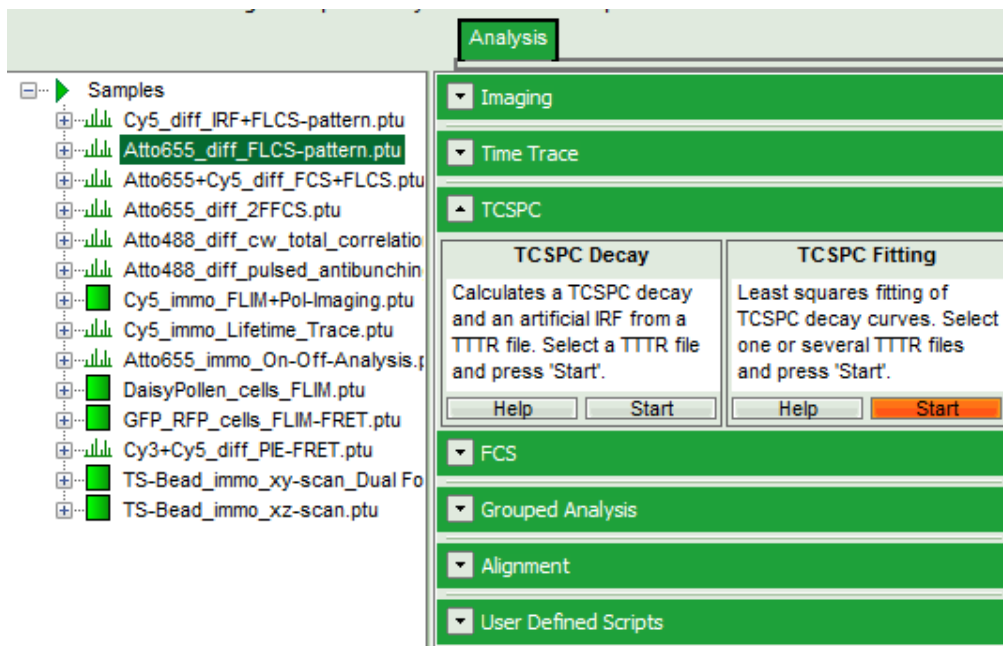 Analysis
Samples
Cy5_diff_IRF+FLCS-pattern.ptu
Atto655_diff_FLCS-pattern.ptu
Atto655+Cy5_diff_FCS+FLCS.ptu
Atto655_diff_2FFCS.ptu
Atto488_diff_cw_total_correlatio
Atto488_diff_pulsed_antibunchin
Cy5_immo_FLIM+Pol-Imaging.ptu
Cy5_immo_Lifetime_Trace.ptu
Atto655_immo_On-Off-Analysis.p
DaisyPollen_cells_FLIM.ptu
GFP_RFP_cells_FLIM-FRET.ptu
Cy3+Cy5_diff_PIE-FRET.ptu
TS-Bead_immo_xy-scan_Dual Fo
TS-Bead_immo_xz-scan.ptu
Imaging
Time Trace
TCSPC
TCSPC Decay
Calculates a TCSPC decay
and an artificial IRF from a
TTTR file. Select a TTTR file
and press 'Start'.
Help Start
TCSPC Fitting
Least squares fitting of
TCSPC decay curves. Select
one or several TTTR files
and press 'Start'.
Help Start
FCS
Grouped Analysis
Alignment
User Defined Scripts